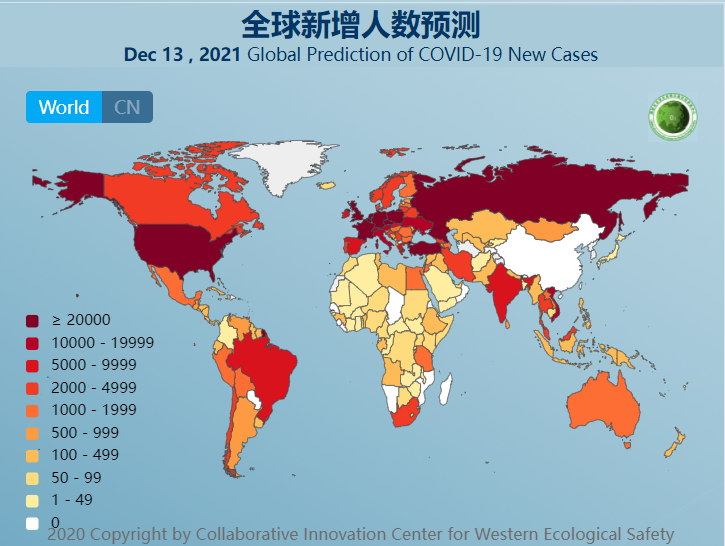 全球新增人数预测
Dec 13 , 2021 Global Prediction of COVID-19 New Cases
World CN
≥ 20000
10000 - 19999
5000 - 9999
2000 - 4999
1000 - 1999
500 - 999
100 - 499
50 - 99
1 - 49
0
2020 Copyright by Collaborative Innovation Center for Western Ecological Safety